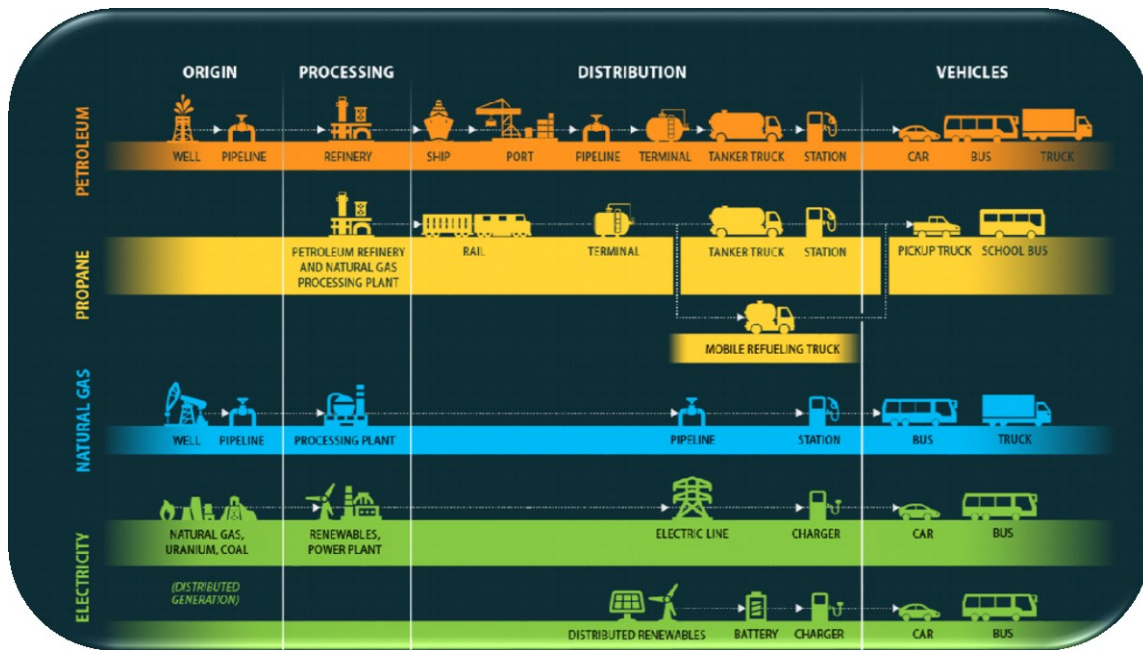 ORIGIN PROCESSING DISTRIBUTION VEHICLES
PETROLEUM
WELL PIPELINE REFINERY SHIP PORT PIPELINE TERMINAL TANKER TRUCK STATION CAR BUS TRUCK
PROPANE
PETROLEUM REFINERY
AND NATURAL GAS
PROCESSING PLANT
RAIL TERMINAL TANKER TRUCK STATION PICKUP TRUCK SCHOOL BUS
MOBILE REFUELING TRUCK
NATURAL GAS
WELL PIPELINE PROCESSING PLANT PIPELINE STATION BUS TRUCK
ELECTRICITY
NATURAL GAS,
URANIUM, COAL
RENEWABLES,
POWER PLANT
ELECTRIC LINE CHARGER CAR BUS
(DISTRIBUTED
GENERATION)
DISTRIBUTED RENEWABLES BATTERY CHARGER CAR BUS